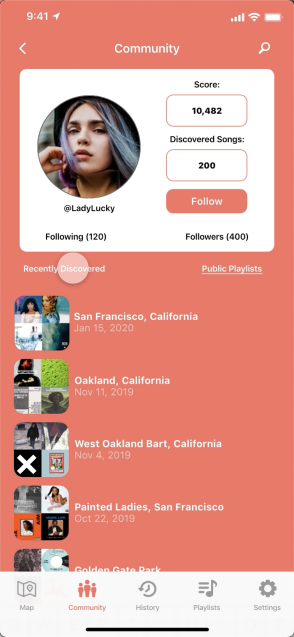 9:41
Community
Score:
10,482
Discovered Songs:
200
Follow
@LadyLucky
Following (120)
Followers (400)
Recently Discovered
Public Playlists
San Francisco, California
Jan 15, 2020
Oakland, California
Nov 11, 2019
West Oakland Bart, California
Nov 4, 2019
Painted Ladies, San Francisco
Oct 22, 2019
Golden Gate Park
Map
Community
History
Playlists
Settings